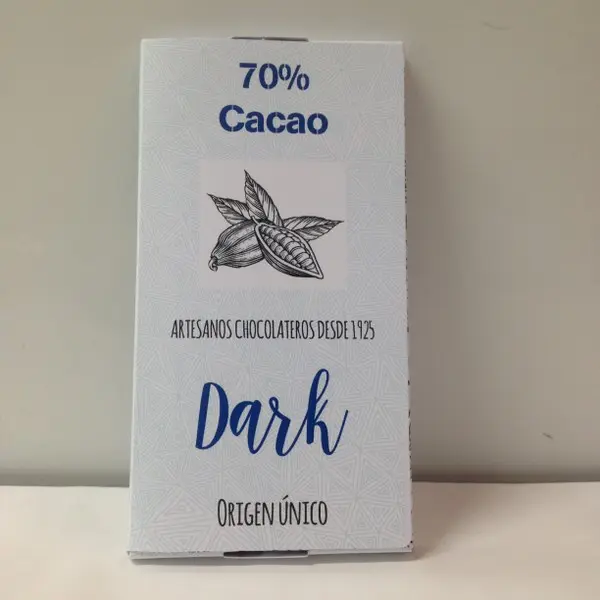 70%
Cacao
ARTESANOS CHOCOLATEROS DESDE 1925
Dark
ORIGEN ÚNICO